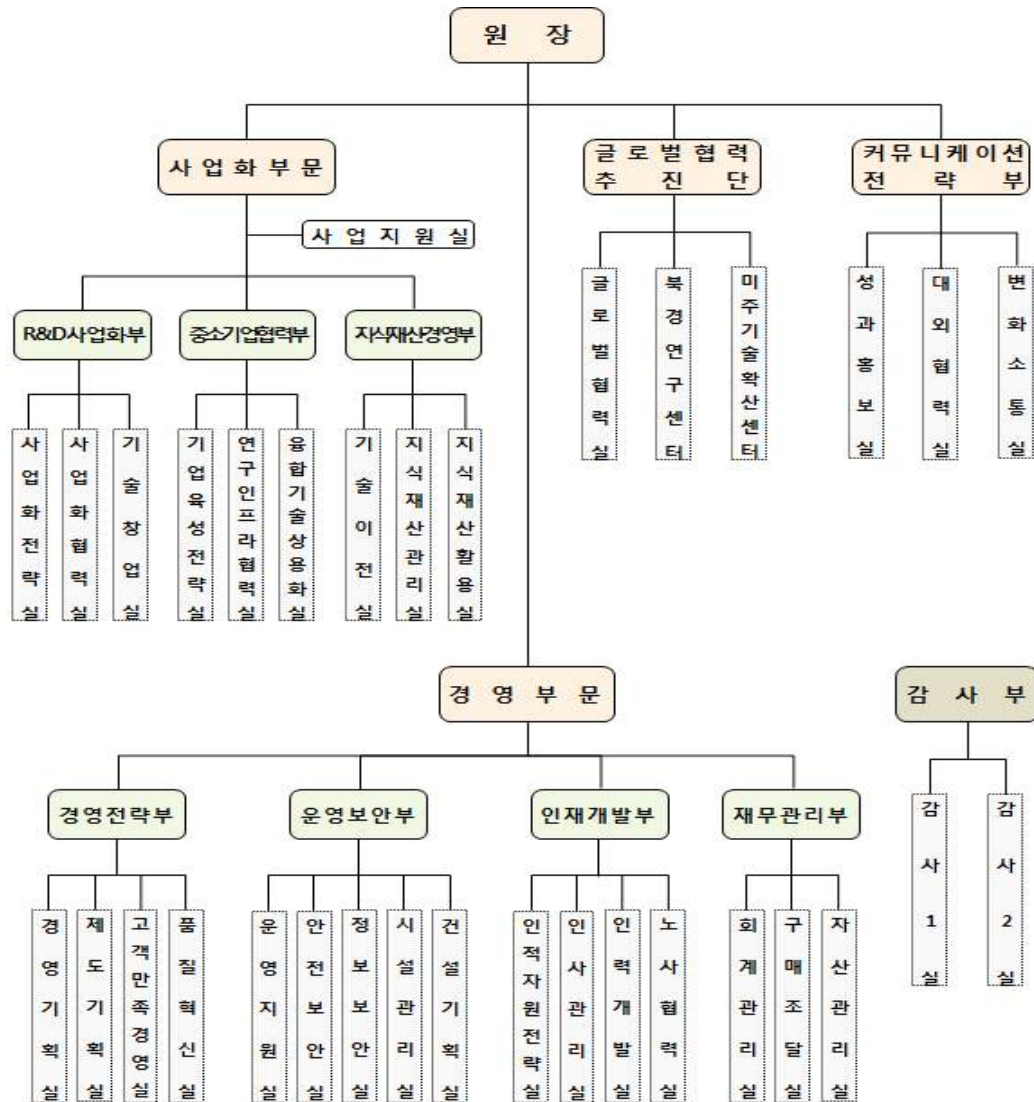 원 장
사업화부문
글로벌협력
추 진 단
커뮤니케이션
전 략 부
사업지원실
R&D사업화부
중소기업협력부
지식재산경영부
글로벌협력실
북경연구센터
미주기술확산센터
성과홍보실
대외협력실
변화소통실
사업화전략실
사업화협력실
기술창업실
기업육성전략실
연구인프라협력실
융합기술상용화실
기술이전실
지식재산관리실
지식재산활용실
경영부문
감사부
경영전략부
운영보안부
인재개발부
재무관리부
감사1실
감사2실
경영기획실
제도기획실
고객만족경영실
품질혁신실
운영지원실
안전보안실
정보보안실
시설관리실
건설기획실
인적자원전략실
인사관리실
인력개발실
노사협력실
회계관리실
구매조달실
자산관리실